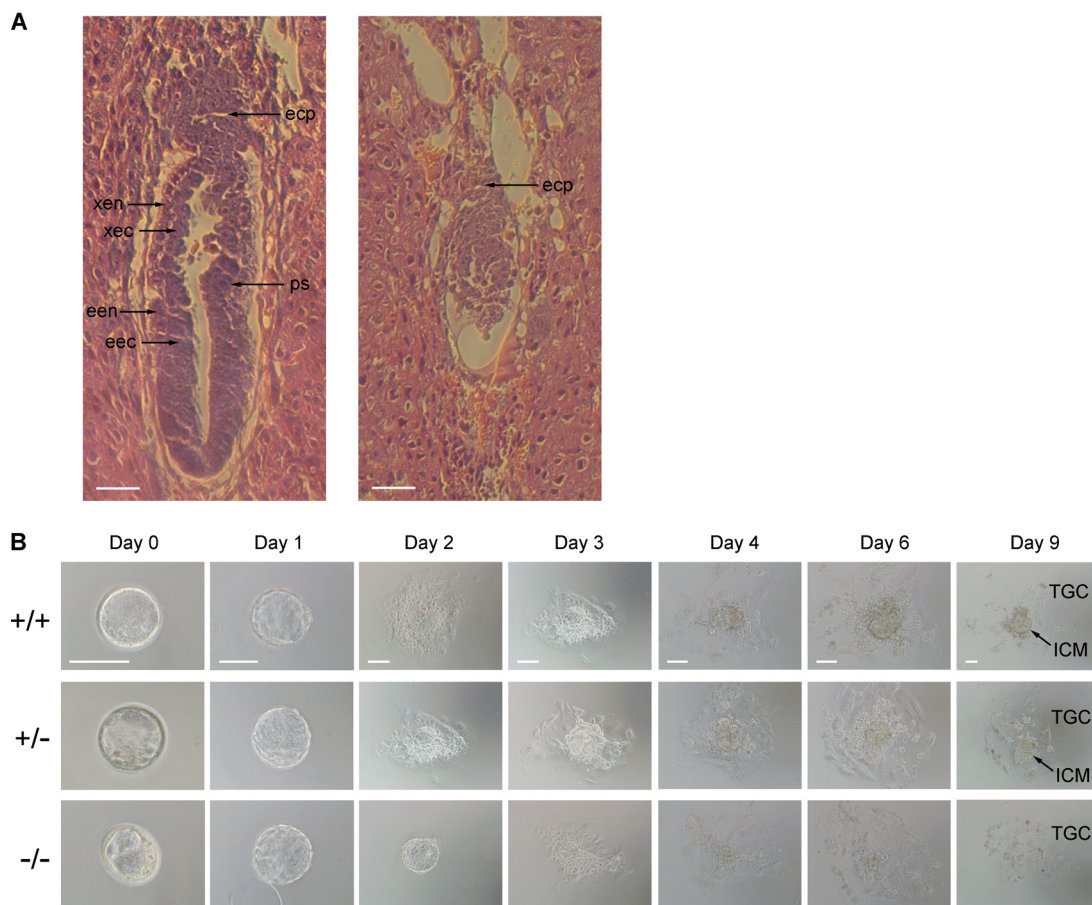 A
ecp
xen
xec
ps
een
eec
ecp
B
Day 0 Day 1 Day 2 Day 3 Day 4 Day 6 Day 9
+/+
TGC
ICM
+/−
TGC
ICM
−/−
TGC